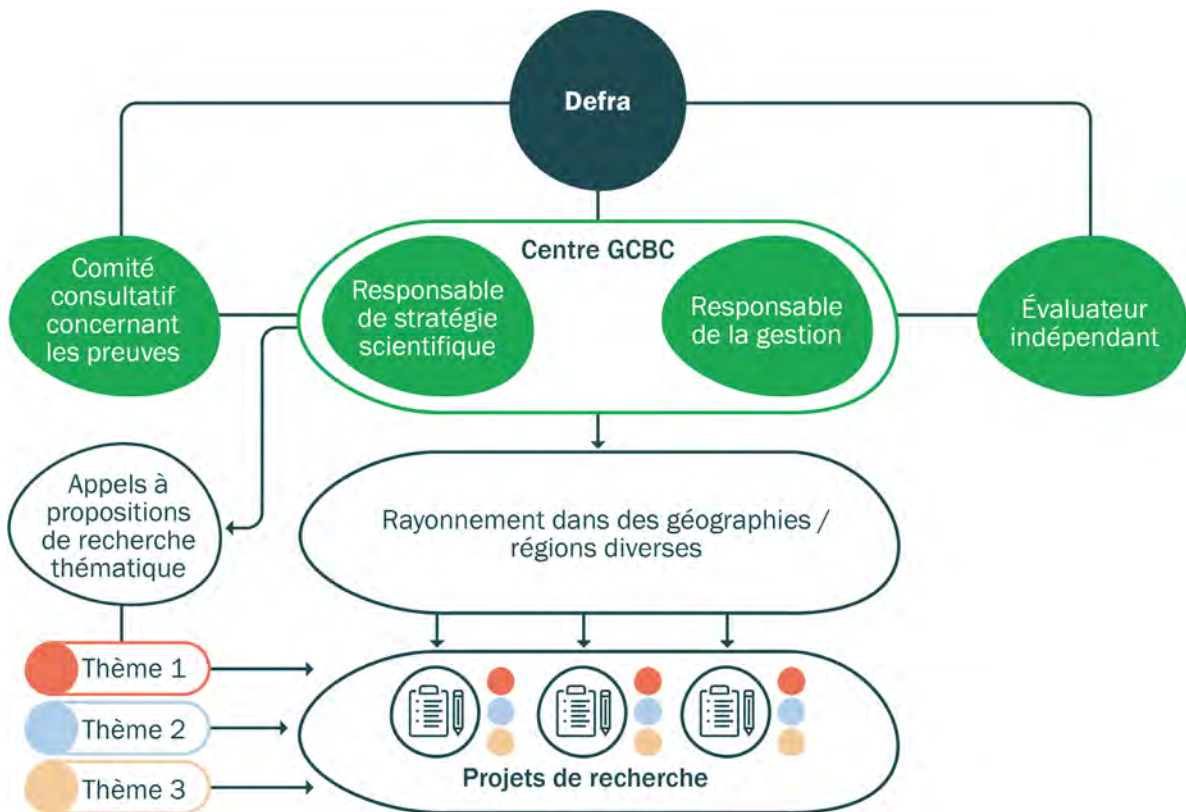 Defra
Centre GCBC
Comité
consultatif
concernant
les preuves
Responsable
de stratégie
scientifique
Responsable
de la gestion
Évaluateur
indépendant
Appels à
propositions
de recherche
thématique
Rayonnement dans des géographies /
régions diverses
Thème 1
Thème 2
Thème 3
Projets de recherche